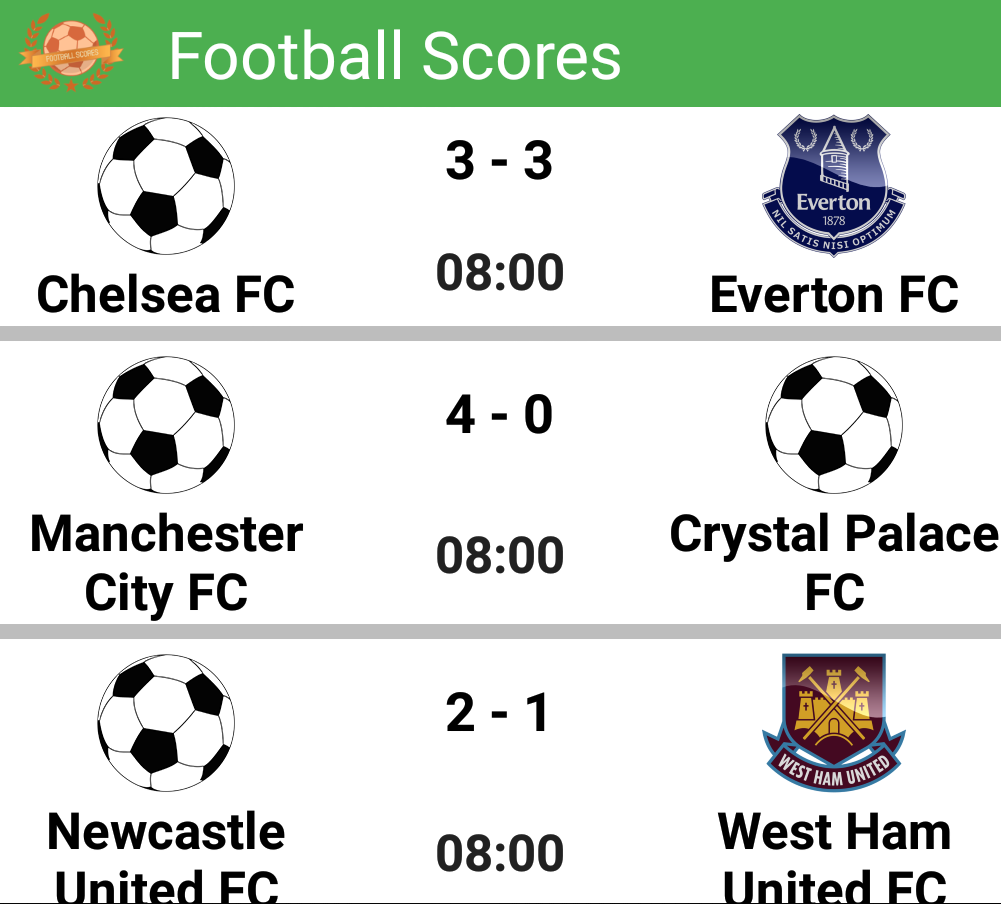 FOOTBALL SCORES
Football Scores
3 - 3
Everton
1878
NIL SATIS NISI OPTIMUM
08:00
Chelsea FC
Everton FC
4 - 0
Manchester
City FC
08:00
Crystal Palace
FC
2 - 1
WEST HAM UNITED
Newcastle
United FC
08:00
West Ham
United FC